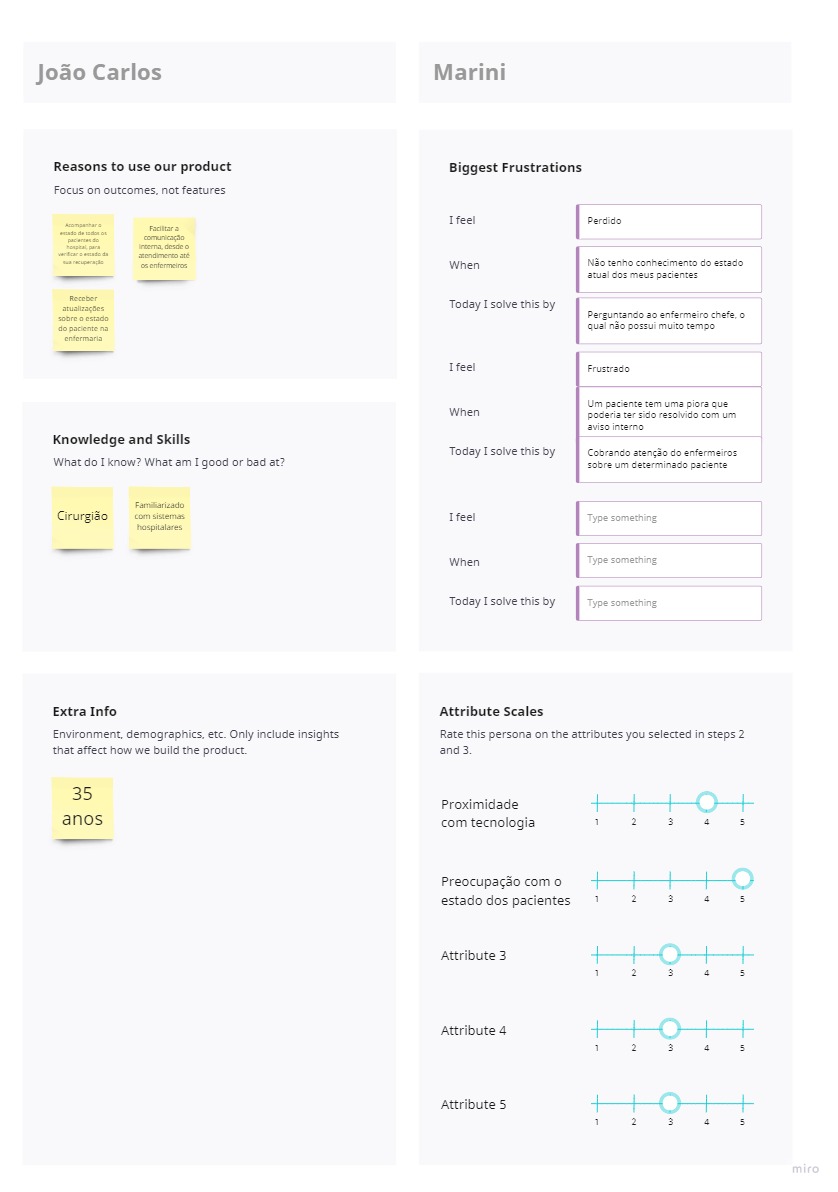 João Carlos
Marini
Reasons to use our product
Focus on outcomes, not features
Acompanhar o
estado de todos os
pacientes do
hospital, para
verificar o estado de
sua recuperação
Facilitar a
comunicação
interna, desde o
atendimento até
os enfermeiros
Receber
atualizações
sobre o estado
do paciente na
enfermaria
Knowledge and Skills
What do I know? What am I good or bad at?
Cirurgião
Familiarizado
com sistemas
hospitalares
Extra Info
Environment, demographics, etc. Only include insights
that affect how we build the product.
35
anos
Biggest Frustrations
I feel
Perdido
When
Não tenho conhecimento do estado
atual dos meus pacientes
Today I solve this by
Perguntando ao enfermeiro chefe, o
qual não possui muito tempo
I feel
Frustrado
When
Um paciente tem uma piora que
poderia ter sido resolvido com um
aviso interno
Today I solve this by
Cobrando atenção do enfermeiros
sobre um determinado paciente
I feel
Type something
When
Type something
Today I solve this by
Type something
Attribute Scales
Rate this persona on the attributes you selected in steps 2
and 3.
Proximidade
com tecnologia
1 2 3 4 5
Preocupação com o
estado dos pacientes
1 2 3 4 5
Attribute 3
1 2 3 4 5
Attribute 4
1 2 3 4 5
Attribute 5
1 2 3 4 5
miro